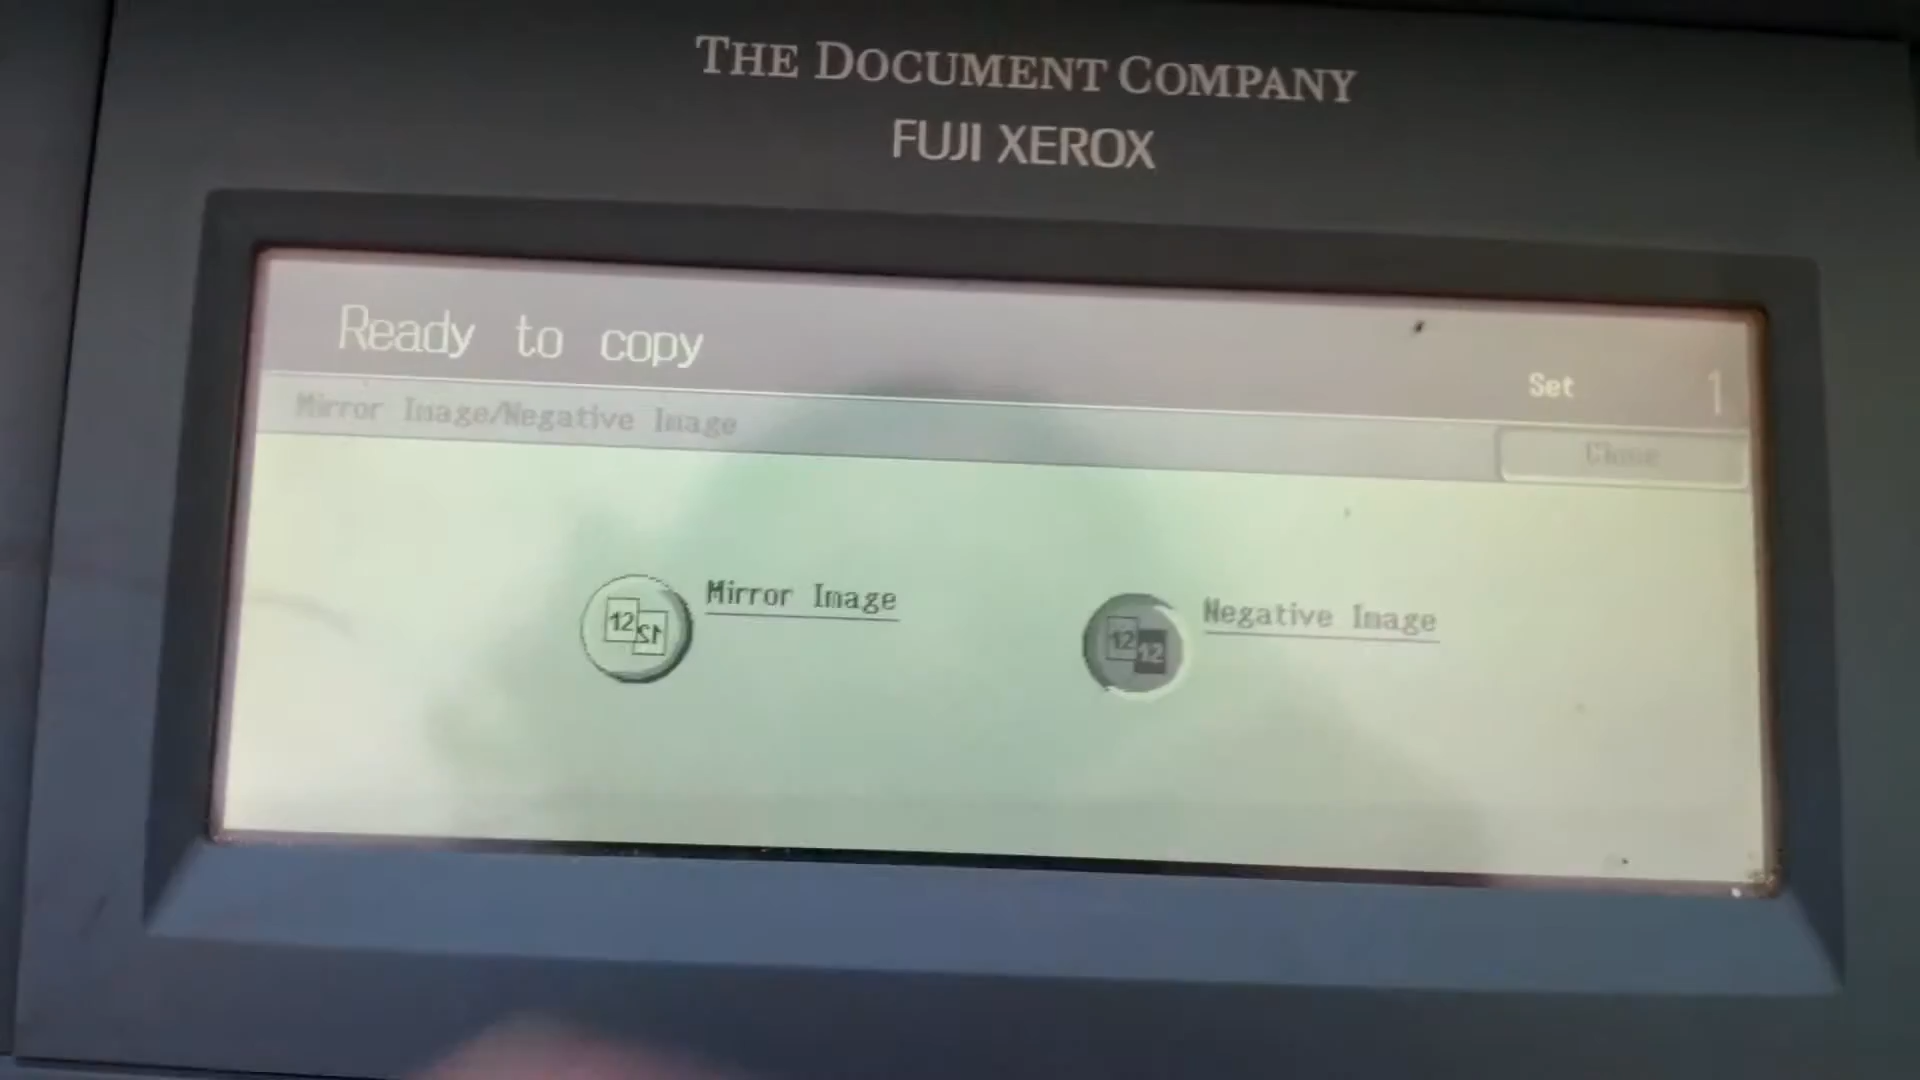 THE DOCUMENT COMPANY
FUJI XEROX
Ready to copy
Set 1
Mirror Image/Negative Image
Close
12 12 Mirror Image
12 12 Negative Image